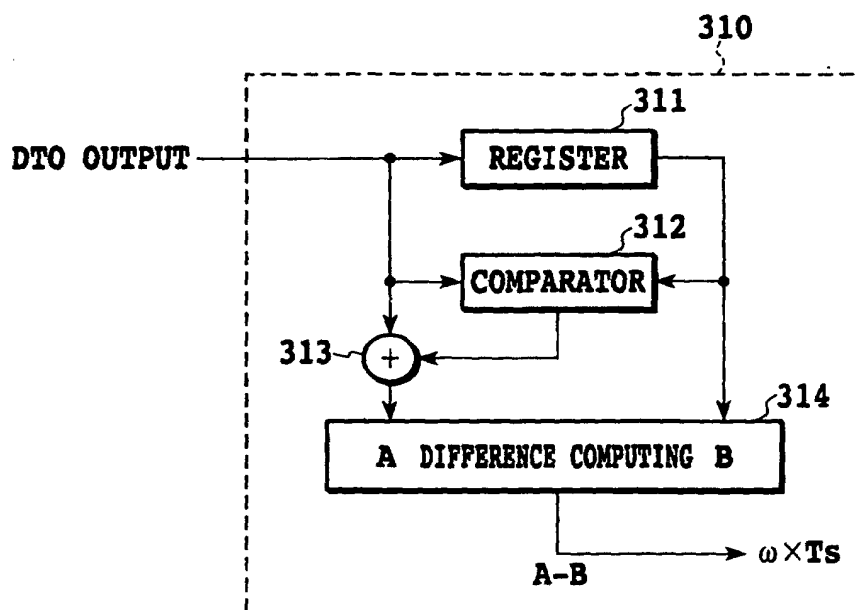 310
311
DTO OUTPUT
REGISTER
312
COMPARATOR
313
+
314
A DIFFERENCE COMPUTING B
A-B
ω×Ts